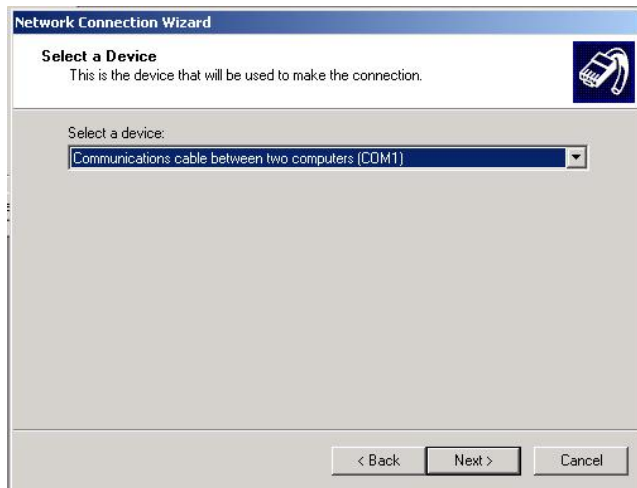 Network Connection Wizard
Select a Device
This is the device that will be used to make the connection.
Select a device:
Communications cable between two computers (COM1)
< Back
Next >
Cancel